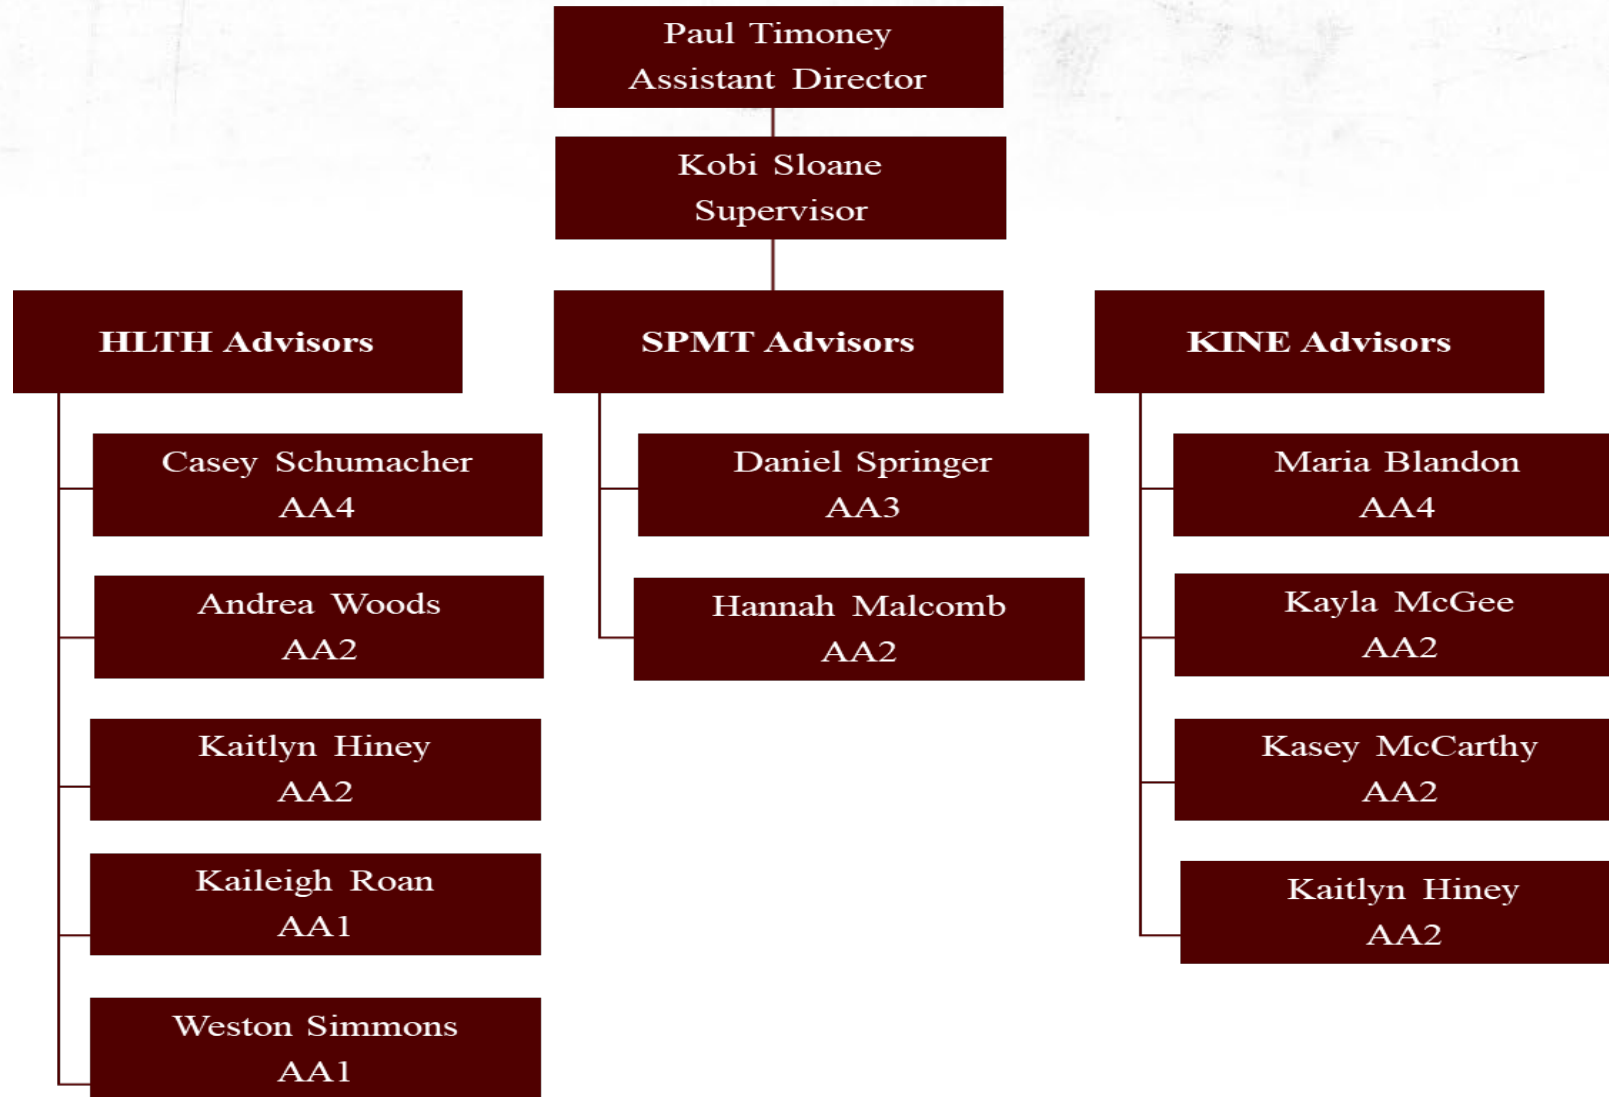 Paul Timoney
Assistant Director
Kobi Sloane
Supervisor
HLTH Advisors
Casey Schumacher
AA4
Andrea Woods
AA2
Kaitlyn Hiney
AA2
Kaileigh Roan
AA1
Weston Simmons
AA1
SPMT Advisors
Daniel Springer
AA3
Hannah Malcomb
AA2
KINE Advisors
Maria Blandon
AA4
Kayla McGee
AA2
Kasey McCarthy
AA2
Kaitlyn Hiney
AA2